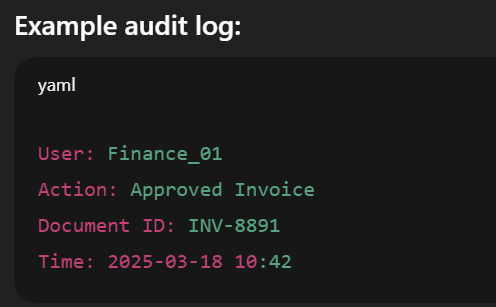 Example audit log:
yaml
User: Finance_01
Action: Approved Invoice
Document ID: INV-8891
Time: 2025-03-18 10:42